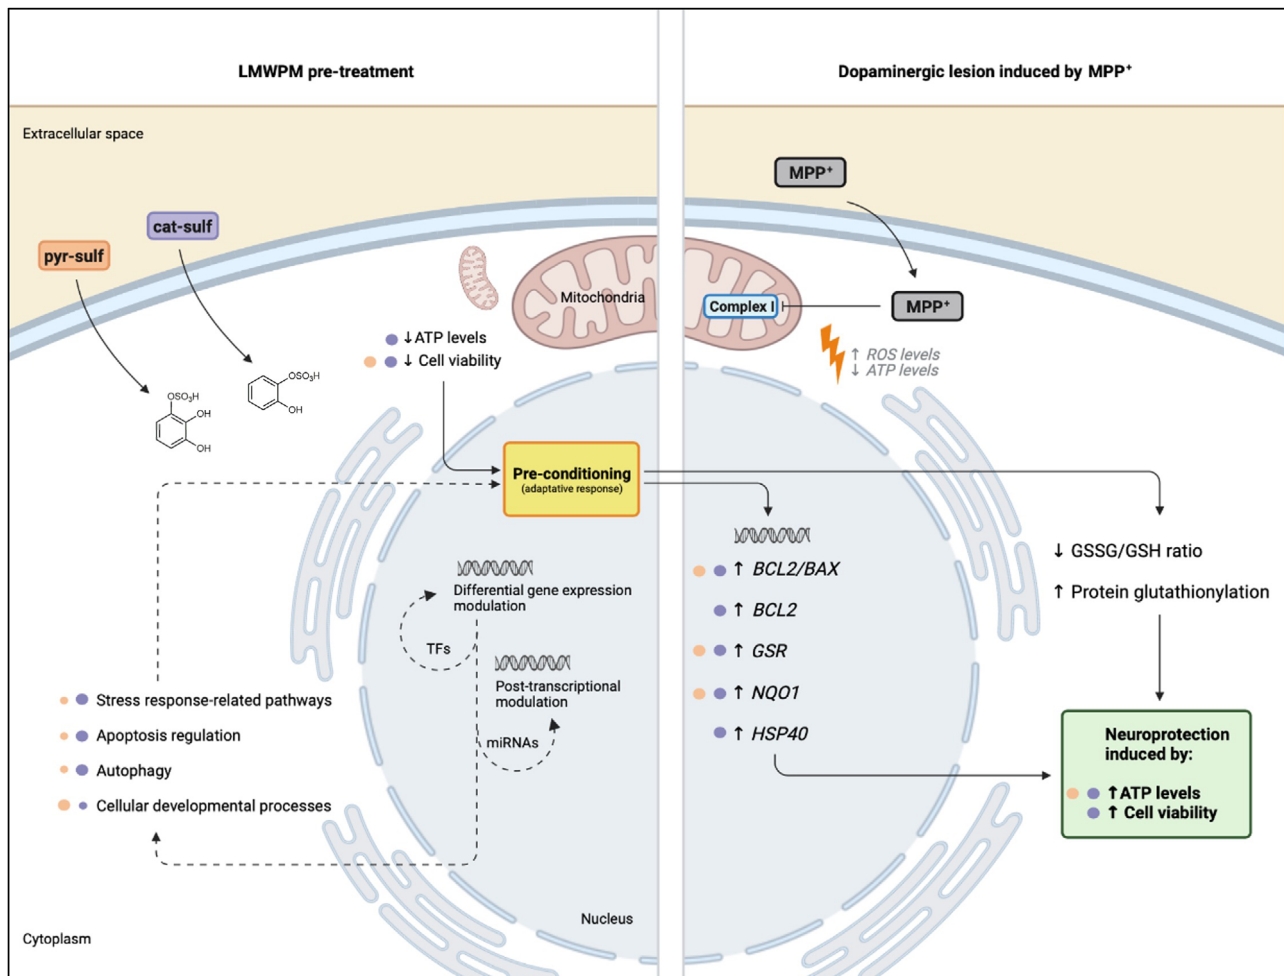 LMWPM pre-treatment
Extracellular space
cat-sulf
pyr-sulf
OSO₃H
OH
OSO₃H
OH
OH
Mitochondria
↓ATP levels
↓ Cell viability
Pre-conditioning
(adaptative response)
Differential gene expression
modulation
TFs
Post-transcriptional
modulation
miRNAs
Stress response-related pathways
Apoptosis regulation
Autophagy
Cellular developmental processes
Nucleus
Cytoplasm
Dopaminergic lesion induced by MPP⁺
MPP⁺
MPP⁺
Complex I
↑ ROS levels
↓ ATP levels
↑ BCL2/BAX
↑ BCL2
↑ GSR
↑ NQO1
↑ HSP40
↓ GSSG/GSH ratio
↑ Protein glutathionylation
Neuroprotection
induced by:
↑ATP levels
↑ Cell viability